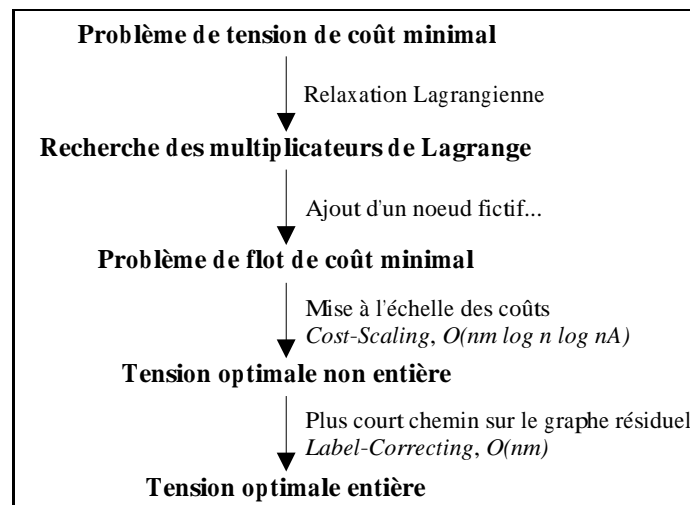 Problème de tension de coût minimal
Relaxation Lagrangienne
Recherche des multiplicateurs de Lagrange
Ajout d'un noeud fictif...
Problème de flot de coût minimal
Mise à l'échelle des coûts
Cost-Scaling, O(nm log n log nA)
Tension optimale non entière
Plus court chemin sur le graphe résiduel
Label-Correcting, O(nm)
Tension optimale entière